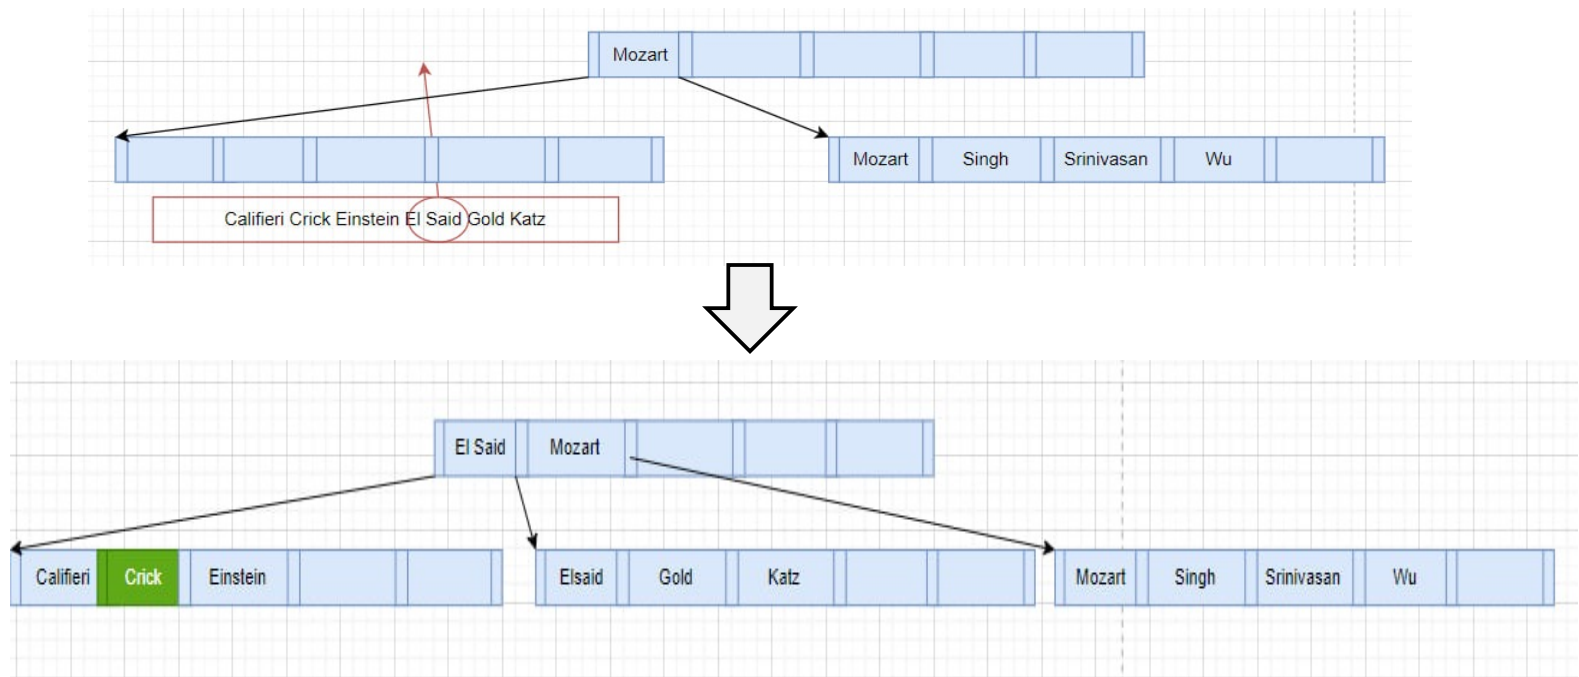 Mozart
Mozart Singh Srinivasan Wu
Califieri Crick Einstein El Said Gold Katz
El Said Mozart
Califieri Crick Einstein Elsaid Gold Katz Mozart Singh Srinivasan Wu